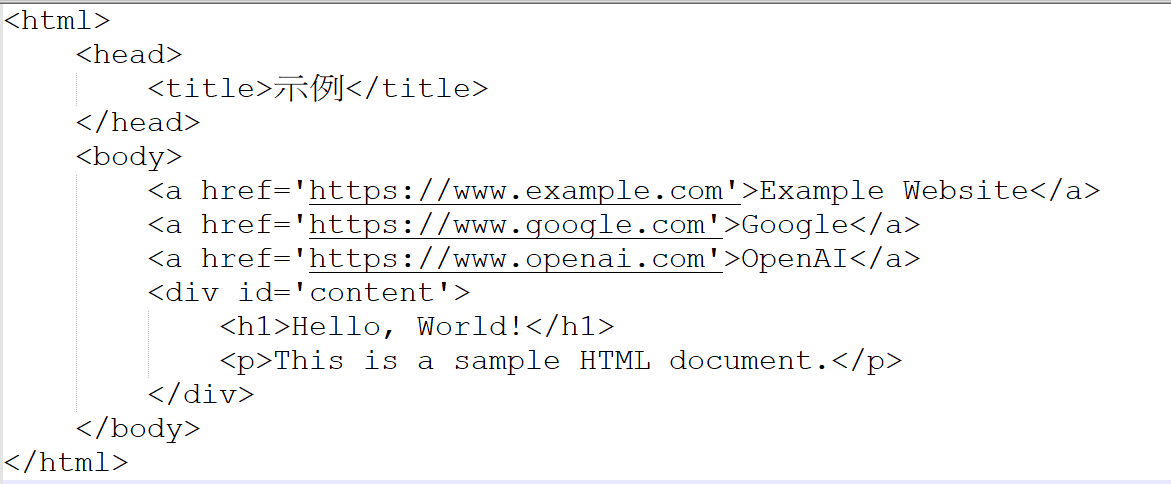 <html>
    <head>
        <title>示例</title>
    </head>
    <body>
        <a href='https://www.example.com'>Example Website</a>
        <a href='https://www.google.com'>Google</a>
        <a href='https://www.openai.com'>OpenAI</a>
        <div id='content'>
            <h1>Hello, World!</h1>
            <p>This is a sample HTML document.</p>
        </div>
    </body>
</html>